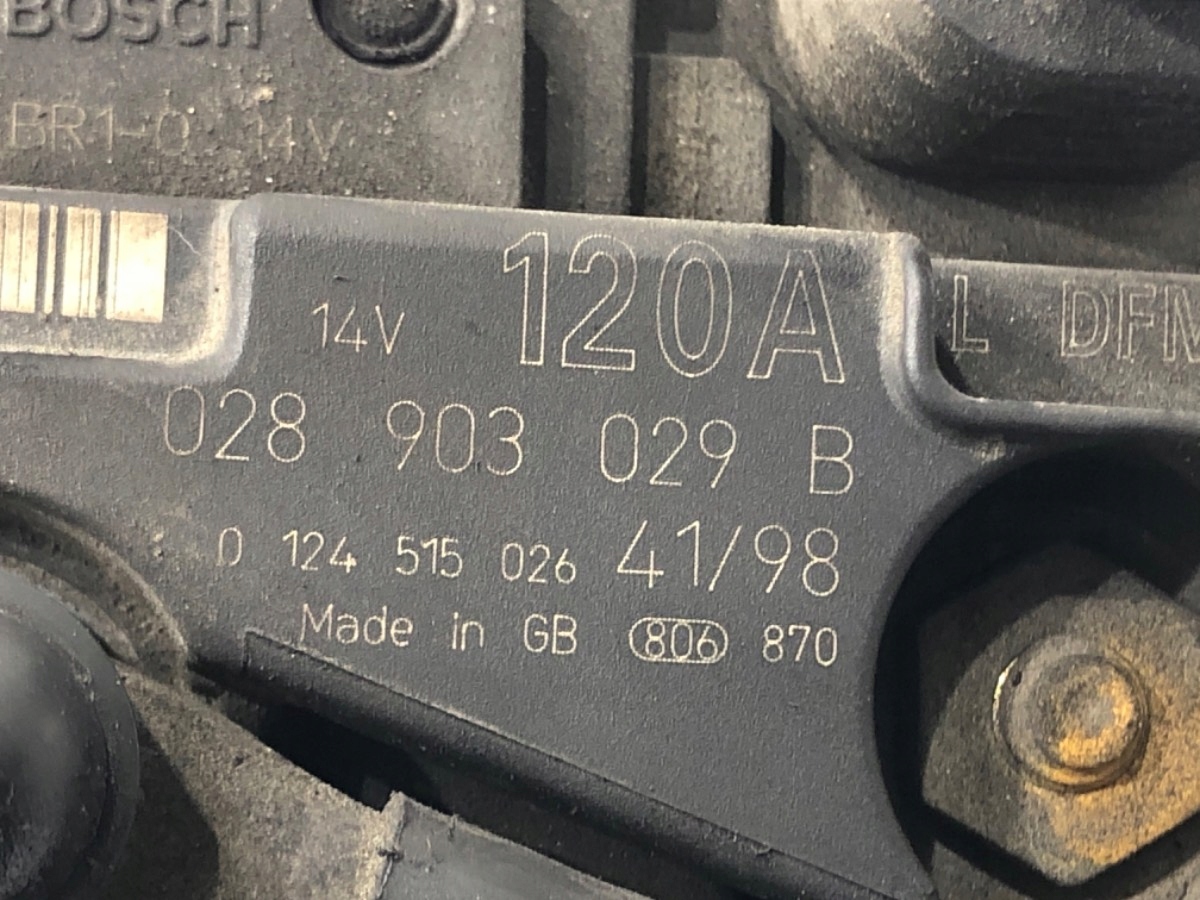 BOSCH
BR1-0 14V
120A
14V
L DFM
028 903 029 B
0 124 515 026 41/98
Made in GB 806 870